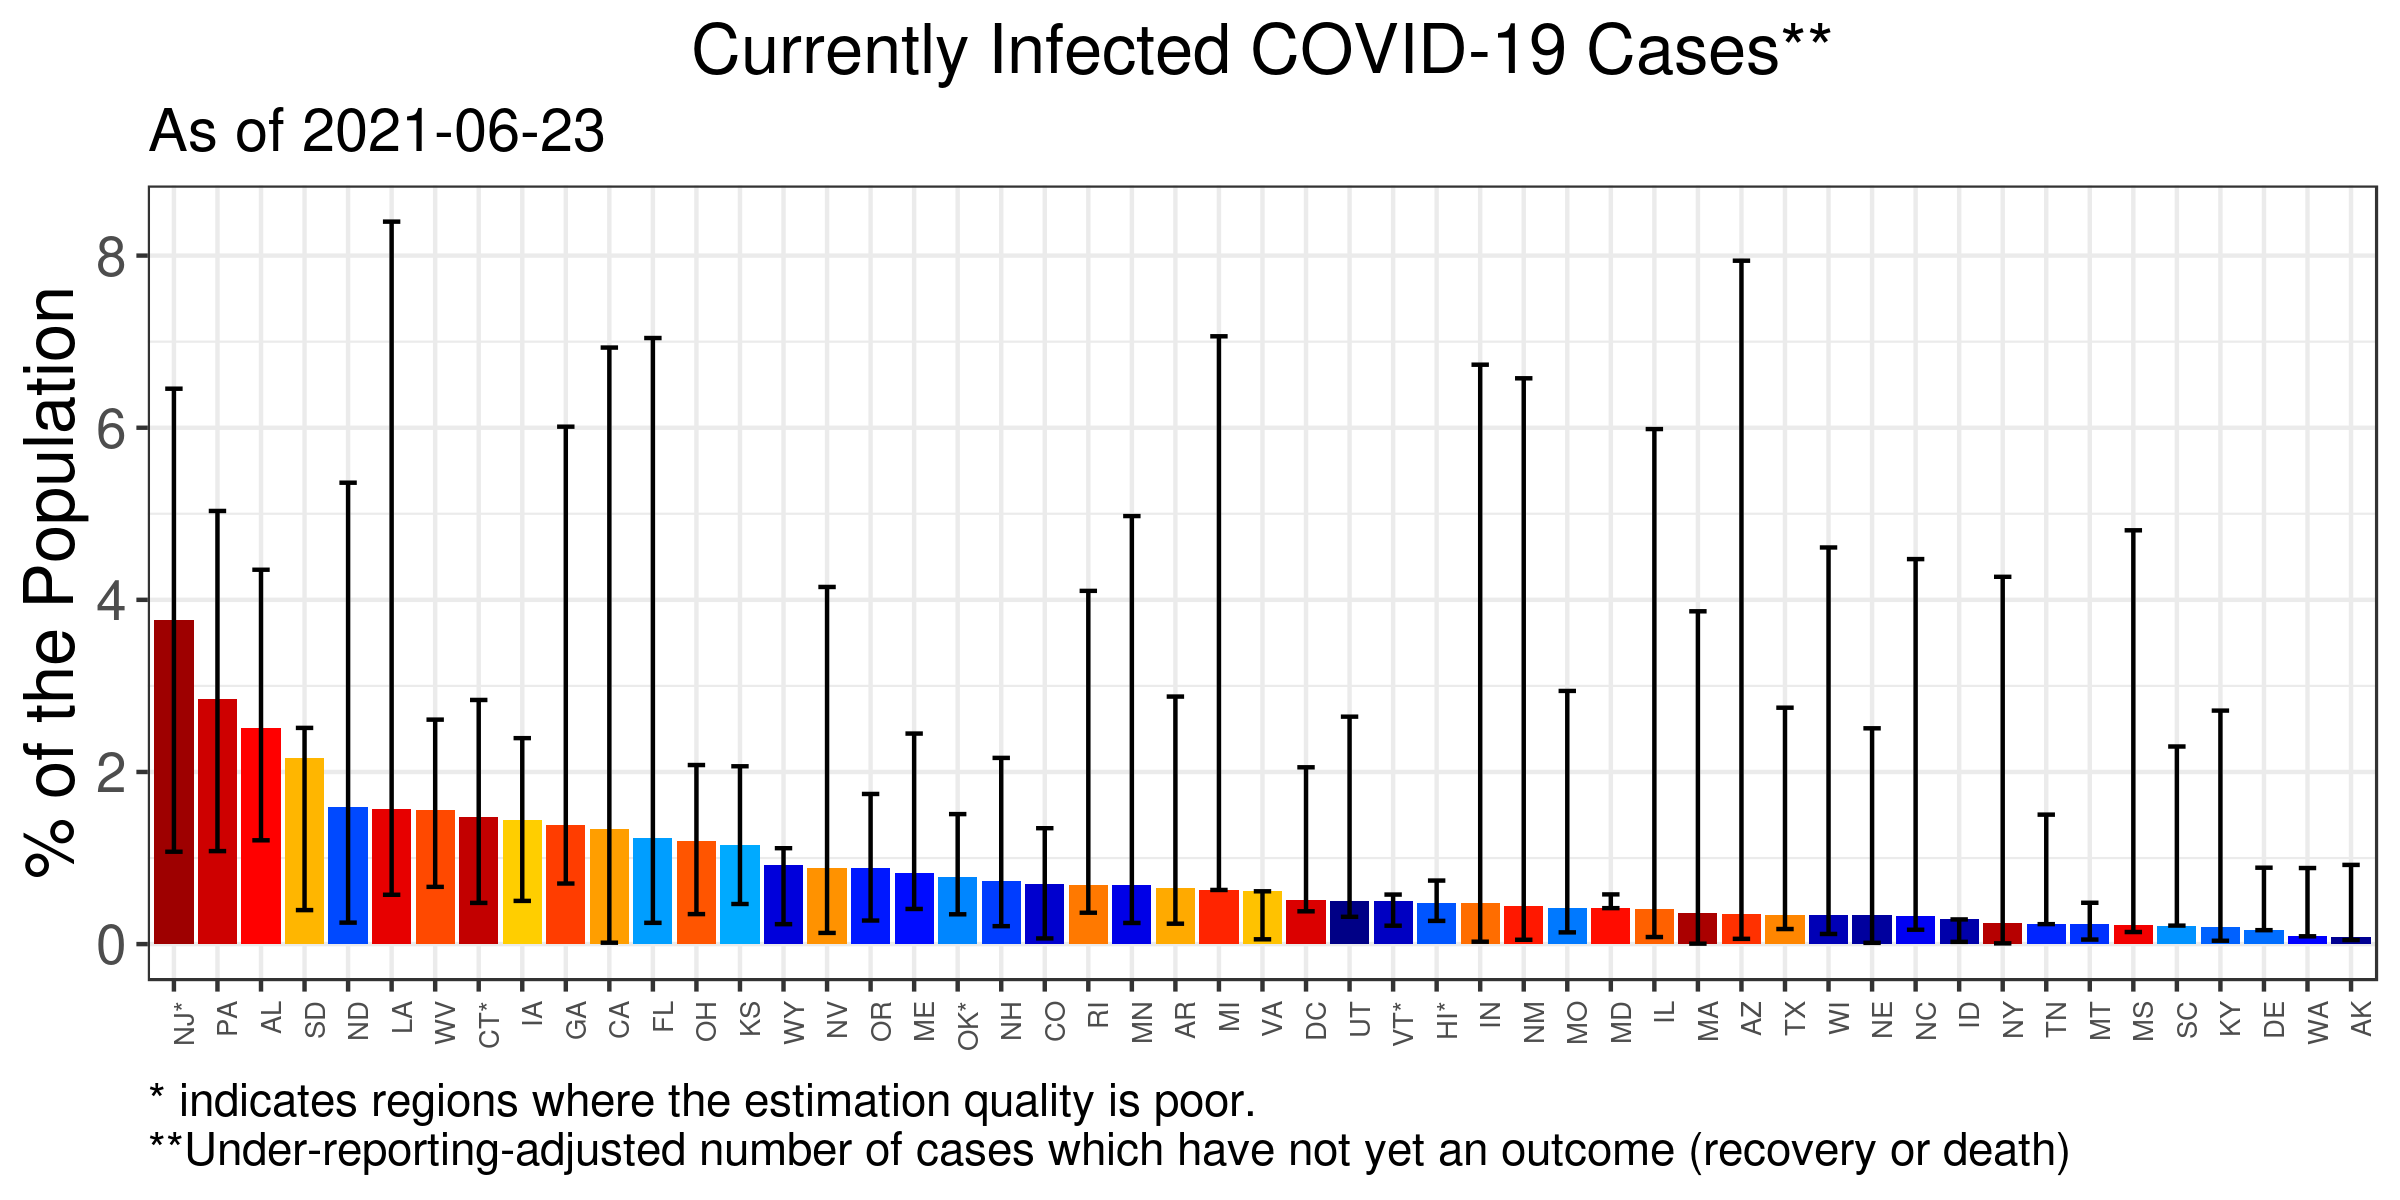 Currently Infected COVID-19 Cases**
As of 2021-06-23
% of the Population
8
6
4
2
0
NJ* PA AL SD ND LA WV CT* IA GA CA FL OH KS WY NV OR ME OK* NH CO RI MN AR MI VA DC UT VT* HI* IN NM MO MD IL MA AZ TX WI NE NC ID NY TN MT MS SC KY DE WA AK
* indicates regions where the estimation quality is poor.
**Under-reporting-adjusted number of cases which have not yet an outcome (recovery or death)